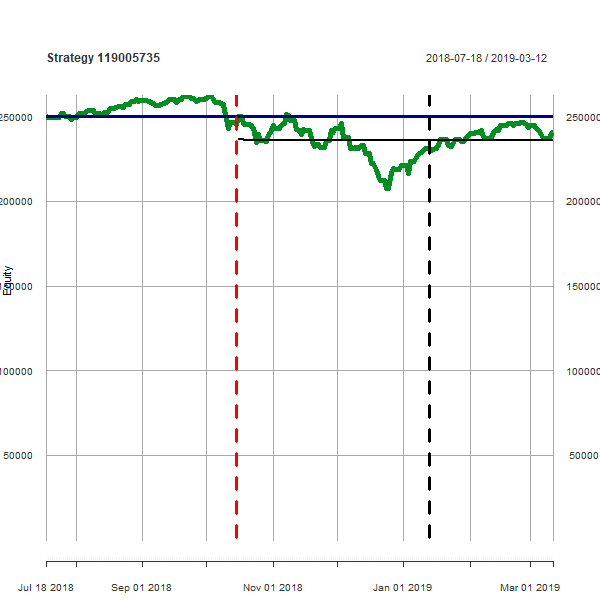 Strategy 119005735
2018-07-18 / 2019-03-12
250000
250000
200000
200000
150000
150000
100000
100000
50000
50000
Equity
Jul 18 2018
Sep 01 2018
Nov 01 2018
Jan 01 2019
Mar 01 2019